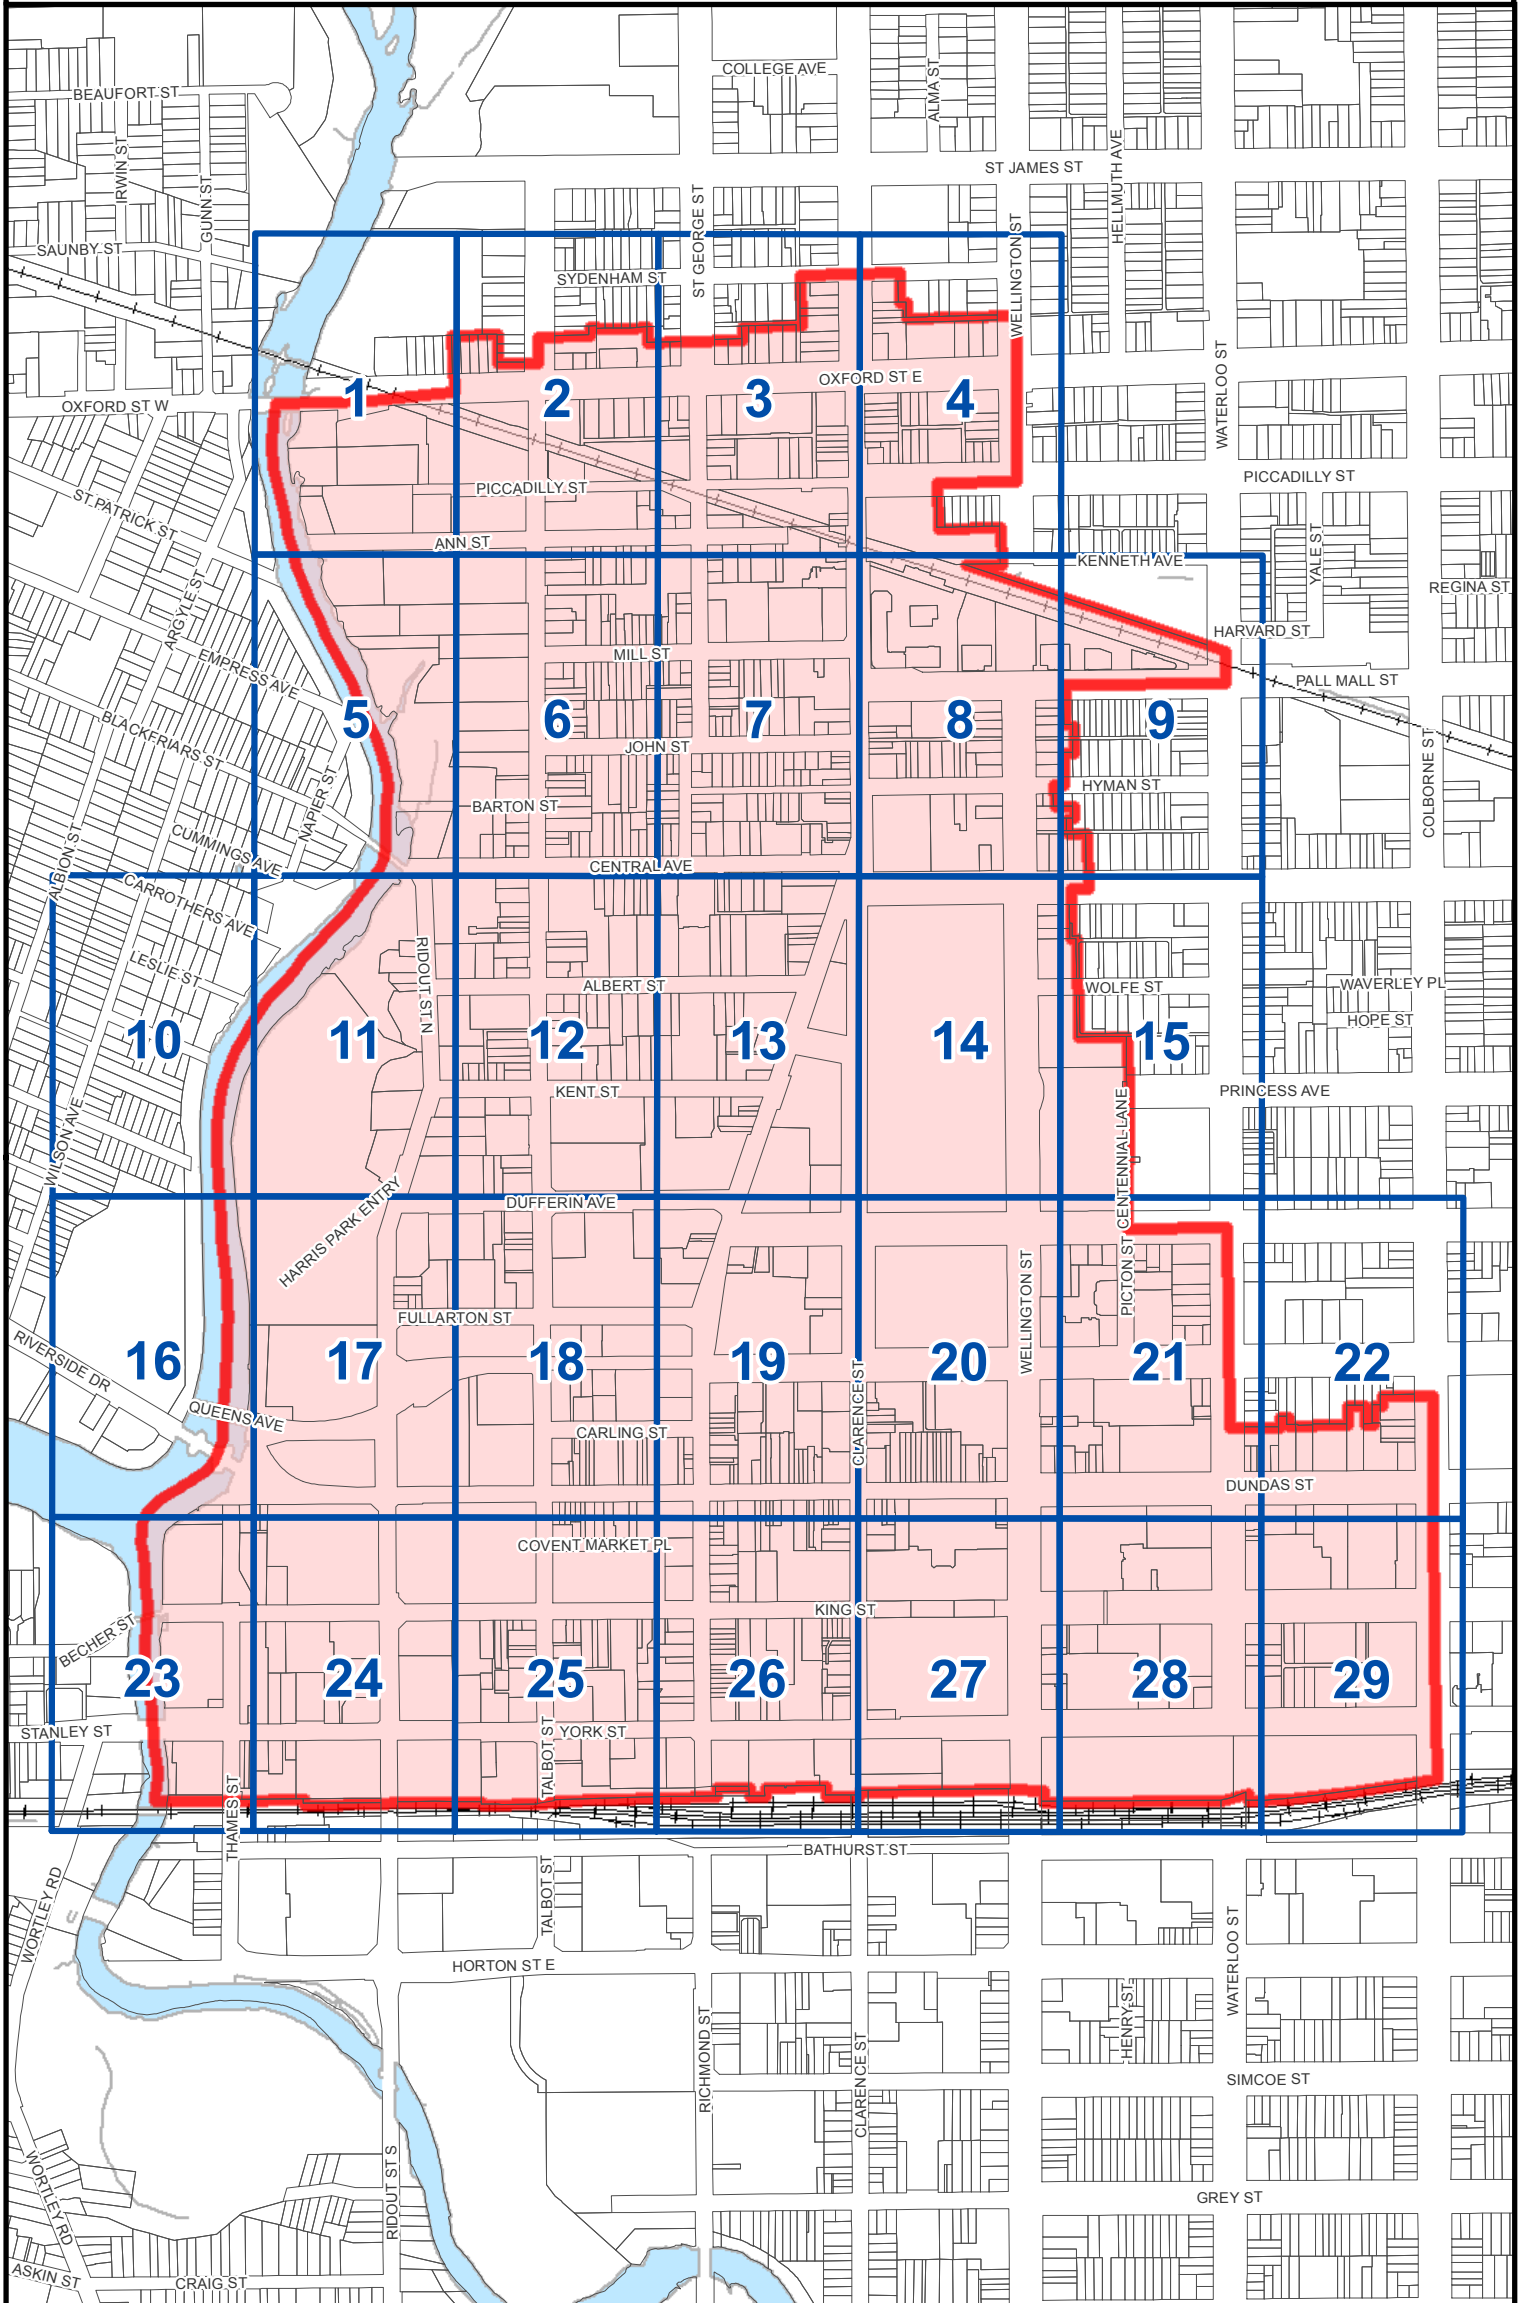 COLLEGE AVE
BEAUFORT ST
ALMA ST
IRWIN ST
GUNN ST
ST JAMES ST
HELLMUTH AVE
ST GEORGE ST
WELLINGTON ST
SAUNBY ST
SYDENHAM ST
OXFORD ST E
WATERLOO ST
1
2
3
4
OXFORD ST W
PICCADILLY ST
PICCADILLY ST
ST PATRICK ST
ANN ST
KENNETH AVE
YALE ST
REGINA ST
ARGYLE ST
HARVARD ST
MILL ST
EMPRESS AVE
PALL MALL ST
5
6
7
8
9
BLACKFRIARS ST
JOHN ST
COLBORNE ST
HYMAN ST
NAPIER ST
BARTON ST
CUMMINGS AVE
ALBION ST
CENTRAL AVE
CARROTHERS AVE
LESLIE ST
RIDOUT ST N
ALBERT ST
WOLFE ST
WAVERLEY PL
HOPE ST
10
11
12
13
14
15
KENT ST
PRINCESS AVE
WILSON AVE
CENTENNIAL LANE
DUFFERIN AVE
HARRIS PARK ENTRY
PICTON ST
WELLINGTON ST
FULLARTON ST
RIVERSIDE DR
16
17
18
19
20
21
22
CLARENCE ST
QUEENS AVE
CARLING ST
DUNDAS ST
COVENT MARKET PL
KING ST
BECHER ST
23
24
25
26
27
28
29
STANLEY ST
YORK ST
TALBOT ST
THAMES ST
BATHURST ST
WORTLEY RD
TALBOT ST
WATERLOO ST
HORTON ST E
RICHMOND ST
CLARENCE ST
HENRY ST
SIMCOE ST
RIDOUT ST S
WORTLEY RD
GREY ST
ASKIN ST
CRAIG ST